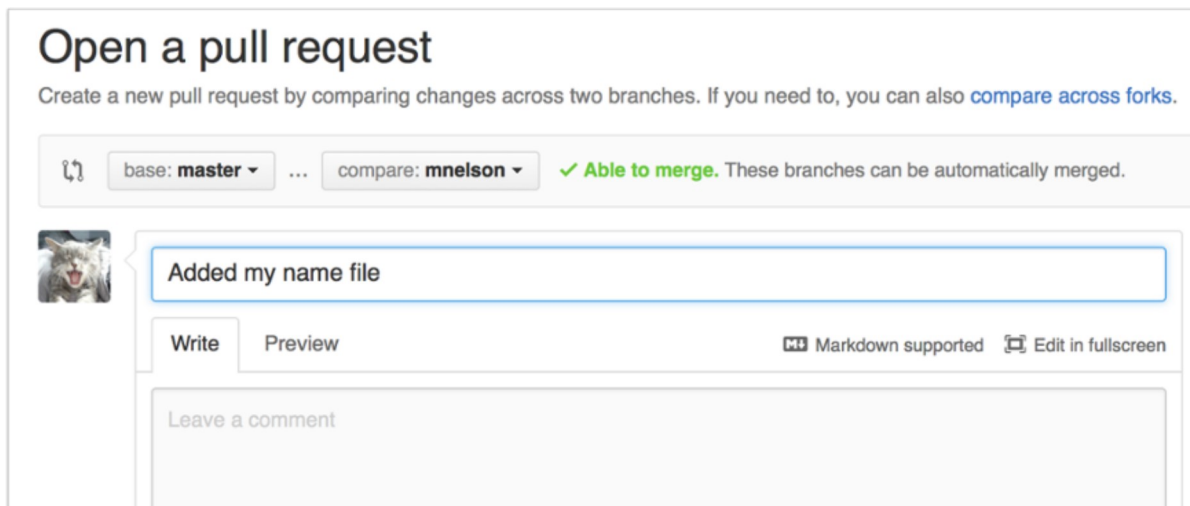 Open a pull request
Create a new pull request by comparing changes across two branches. If you need to, you can also compare across forks.
base: master ... compare: mnelson ✓ Able to merge. These branches can be automatically merged.
Added my name file
Write Preview Markdown supported Edit in fullscreen
Leave a comment